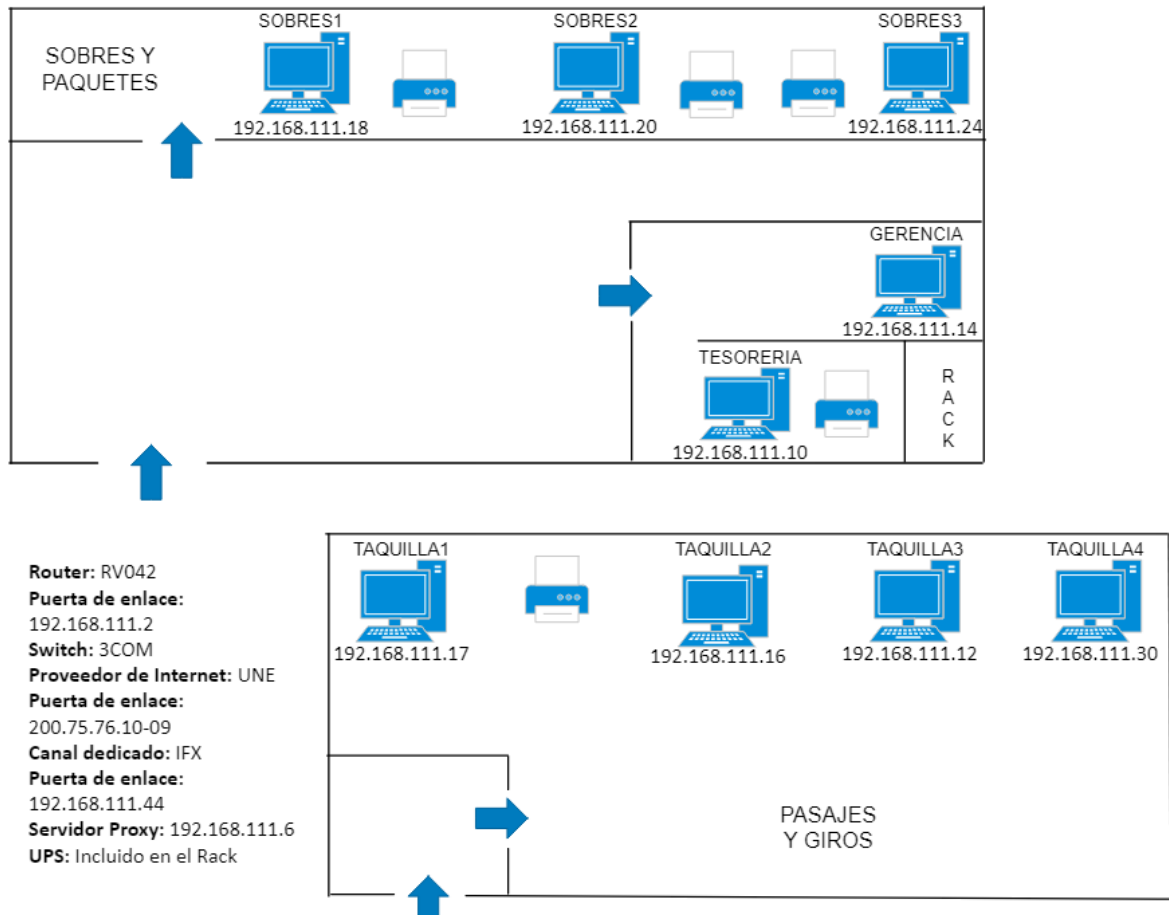 SOBRES Y
PAQUETES
SOBRES1
SOBRES2
SOBRES3
192.168.111.18
192.168.111.20
192.168.111.24
GERENCIA
192.168.111.14
TESORERIA
192.168.111.10
R
A
C
K
Router: RV042
Puerta de enlace:
192.168.111.2
Switch: 3COM
Proveedor de Internet: UNE
Puerta de enlace:
200.75.76.10-09
Canal dedicado: IFX
Puerta de enlace:
192.168.111.44
Servidor Proxy: 192.168.111.6
UPS: Incluido en el Rack
TAQUILLA1
TAQUILLA2
TAQUILLA3
TAQUILLA4
192.168.111.17
192.168.111.16
192.168.111.12
192.168.111.30
PASAJES
Y GIROS